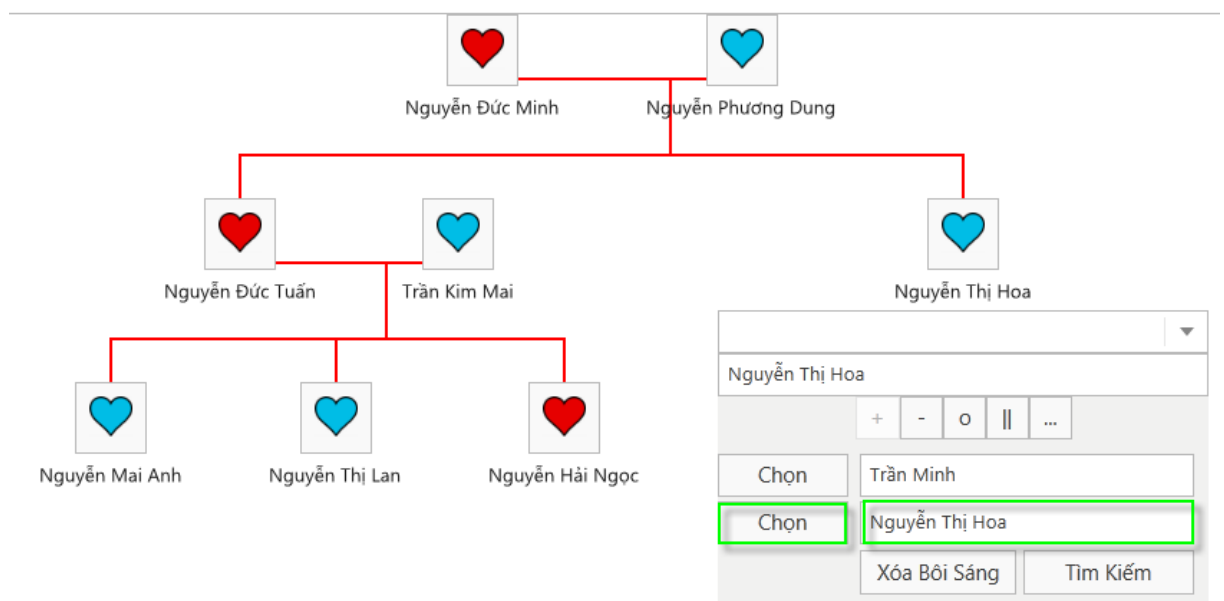 Nguyễn Đức Minh
Nguyễn Phương Dung
Nguyễn Đức Tuấn
Trần Kim Mai
Nguyễn Thị Hoa
Nguyễn Mai Anh
Nguyễn Thị Lan
Nguyễn Hải Ngọc
Nguyễn Thị Hoa
+ - o || ...
Chọn
Trần Minh
Chọn
Nguyễn Thị Hoa
Xóa Bôi Sáng
Tìm Kiếm